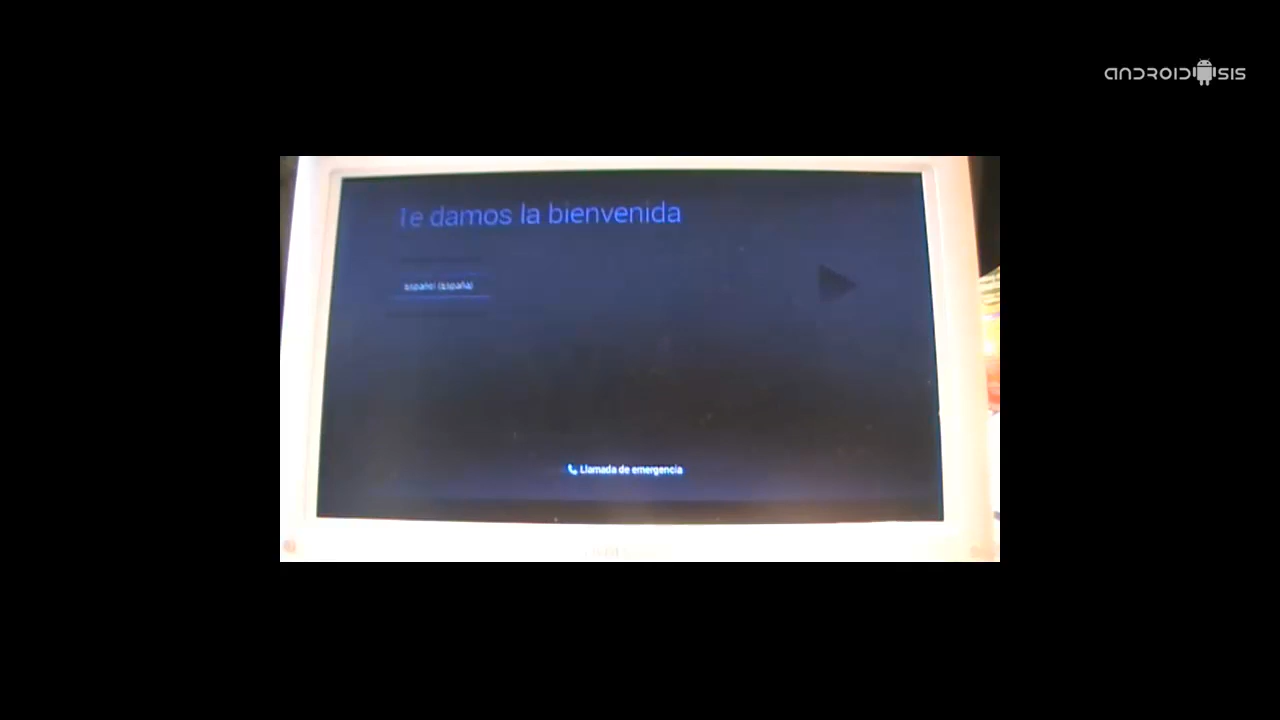 ANDROIDSIS
Te damos la bienvenida
Español (España)
Llamada de emergencia